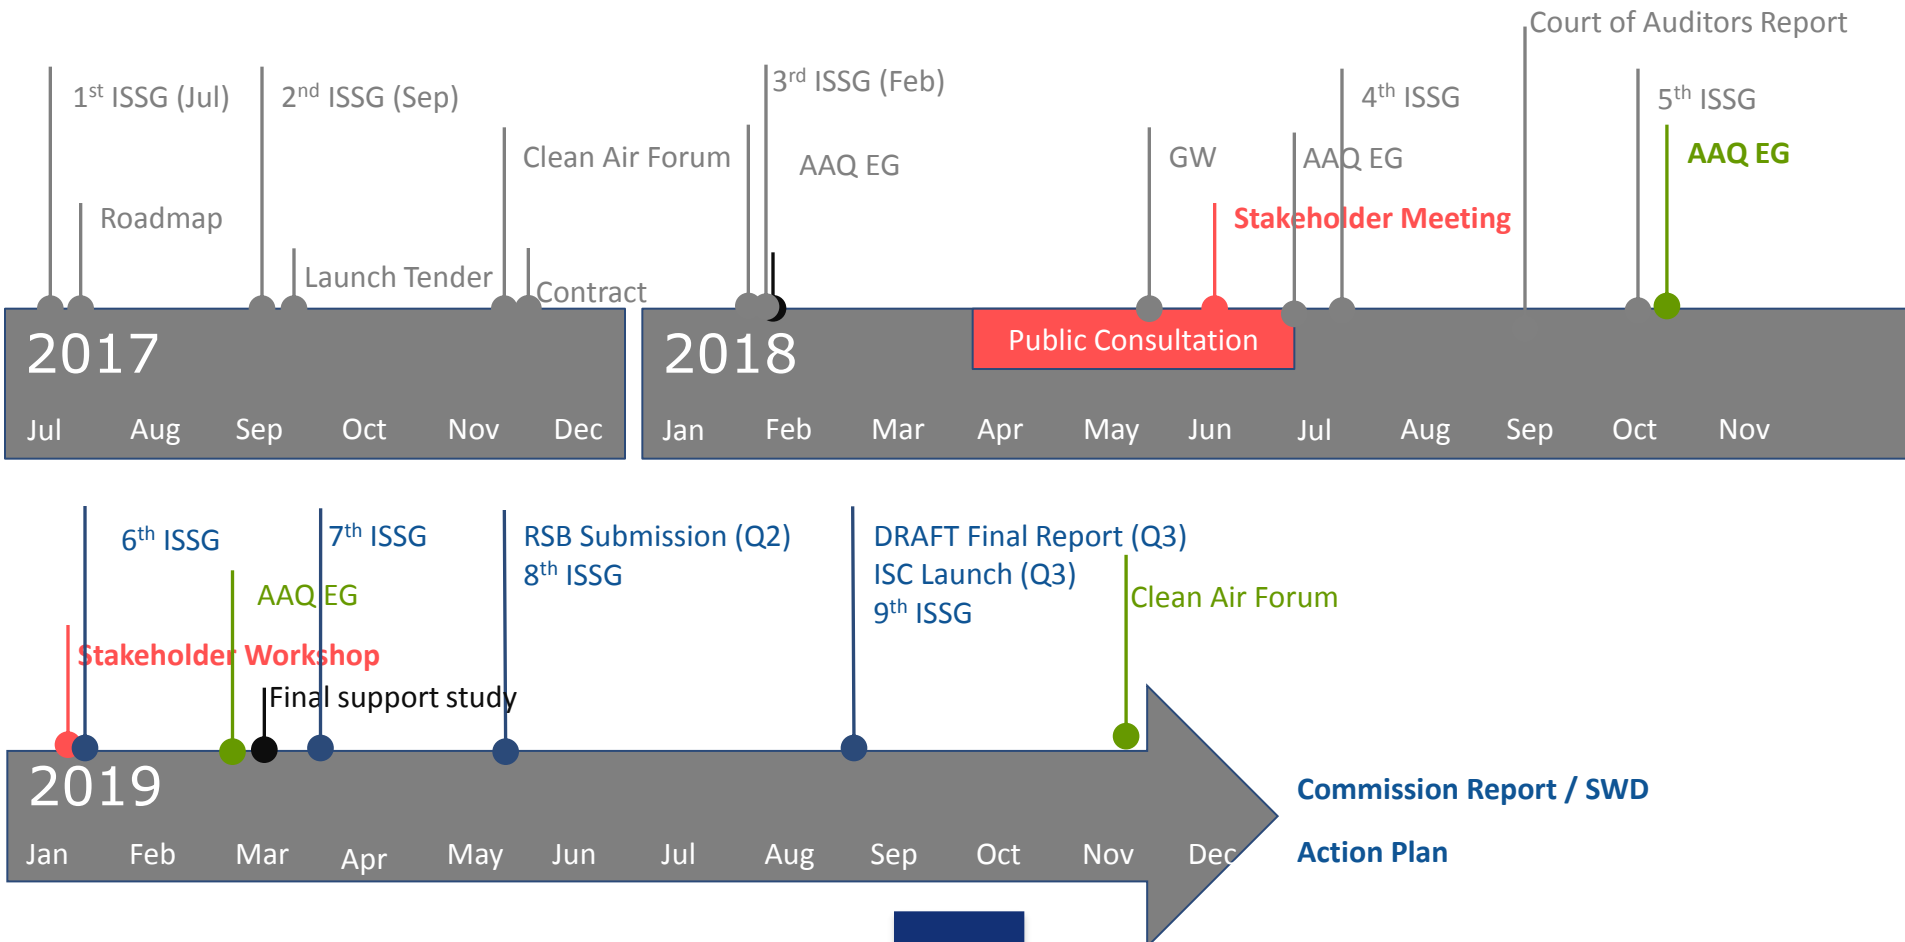 Court of Auditors Report
1st ISSG (Jul)
2nd ISSG (Sep)
3rd ISSG (Feb)
4th ISSG
5th ISSG
Clean Air Forum
AAQ EG
GW
AAQ EG
AAQ EG
Roadmap
Stakeholder Meeting
Launch Tender
Contract
2017
2018
Public Consultation
Jul Aug Sep Oct Nov Dec
Jan Feb Mar Apr May Jun Jul Aug Sep Oct Nov
6th ISSG
7th ISSG
RSB Submission (Q2)
8th ISSG
DRAFT Final Report (Q3)
ISC Launch (Q3)
9th ISSG
AAQ EG
Clean Air Forum
Stakeholder Workshop
Final support study
2019
Jan Feb Mar Apr May Jun Jul Aug Sep Oct Nov Dec
Commission Report / SWD
Action Plan